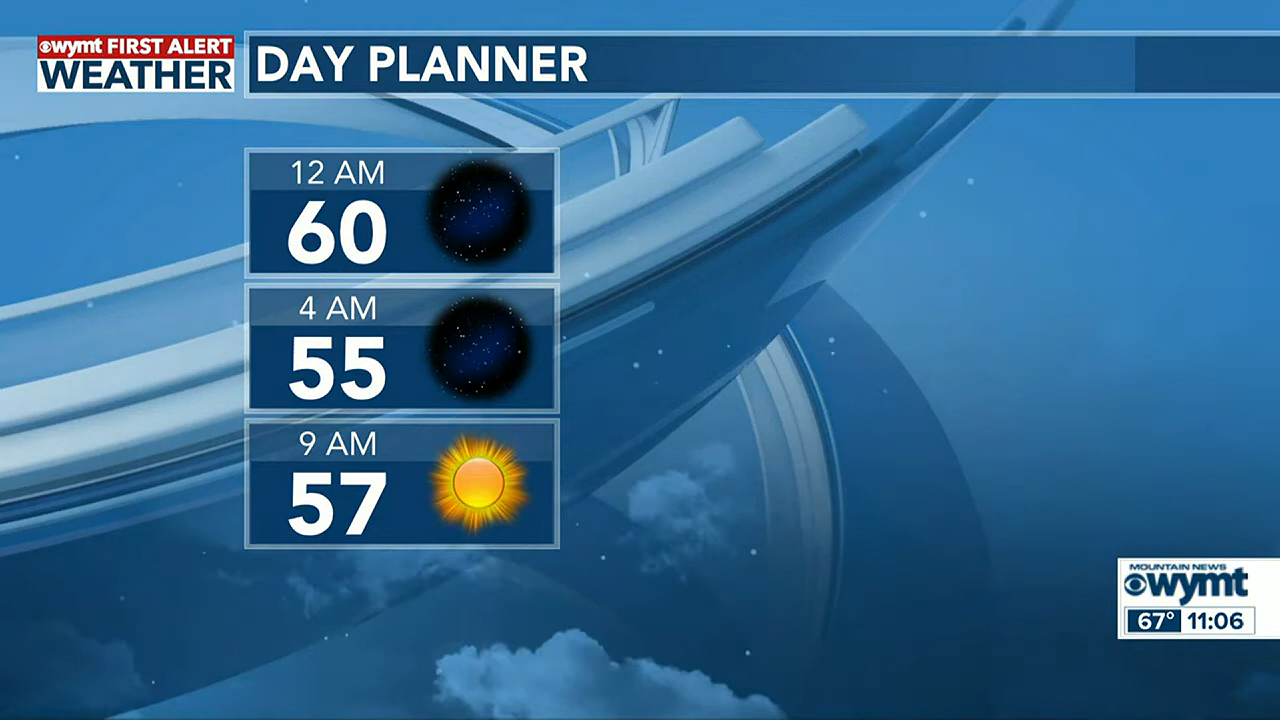 wymt FIRST ALERT
WEATHER
DAY PLANNER
12 AM
60
4 AM
55
9 AM
57
MOUNTAIN NEWS
wymt
67° 11:06